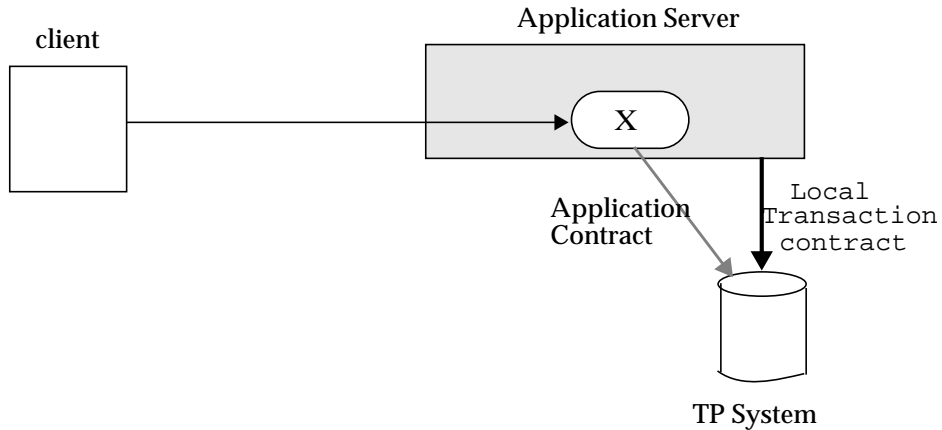 Application Server
client
X
Application
Contract
Local
Transaction
contract
TP System